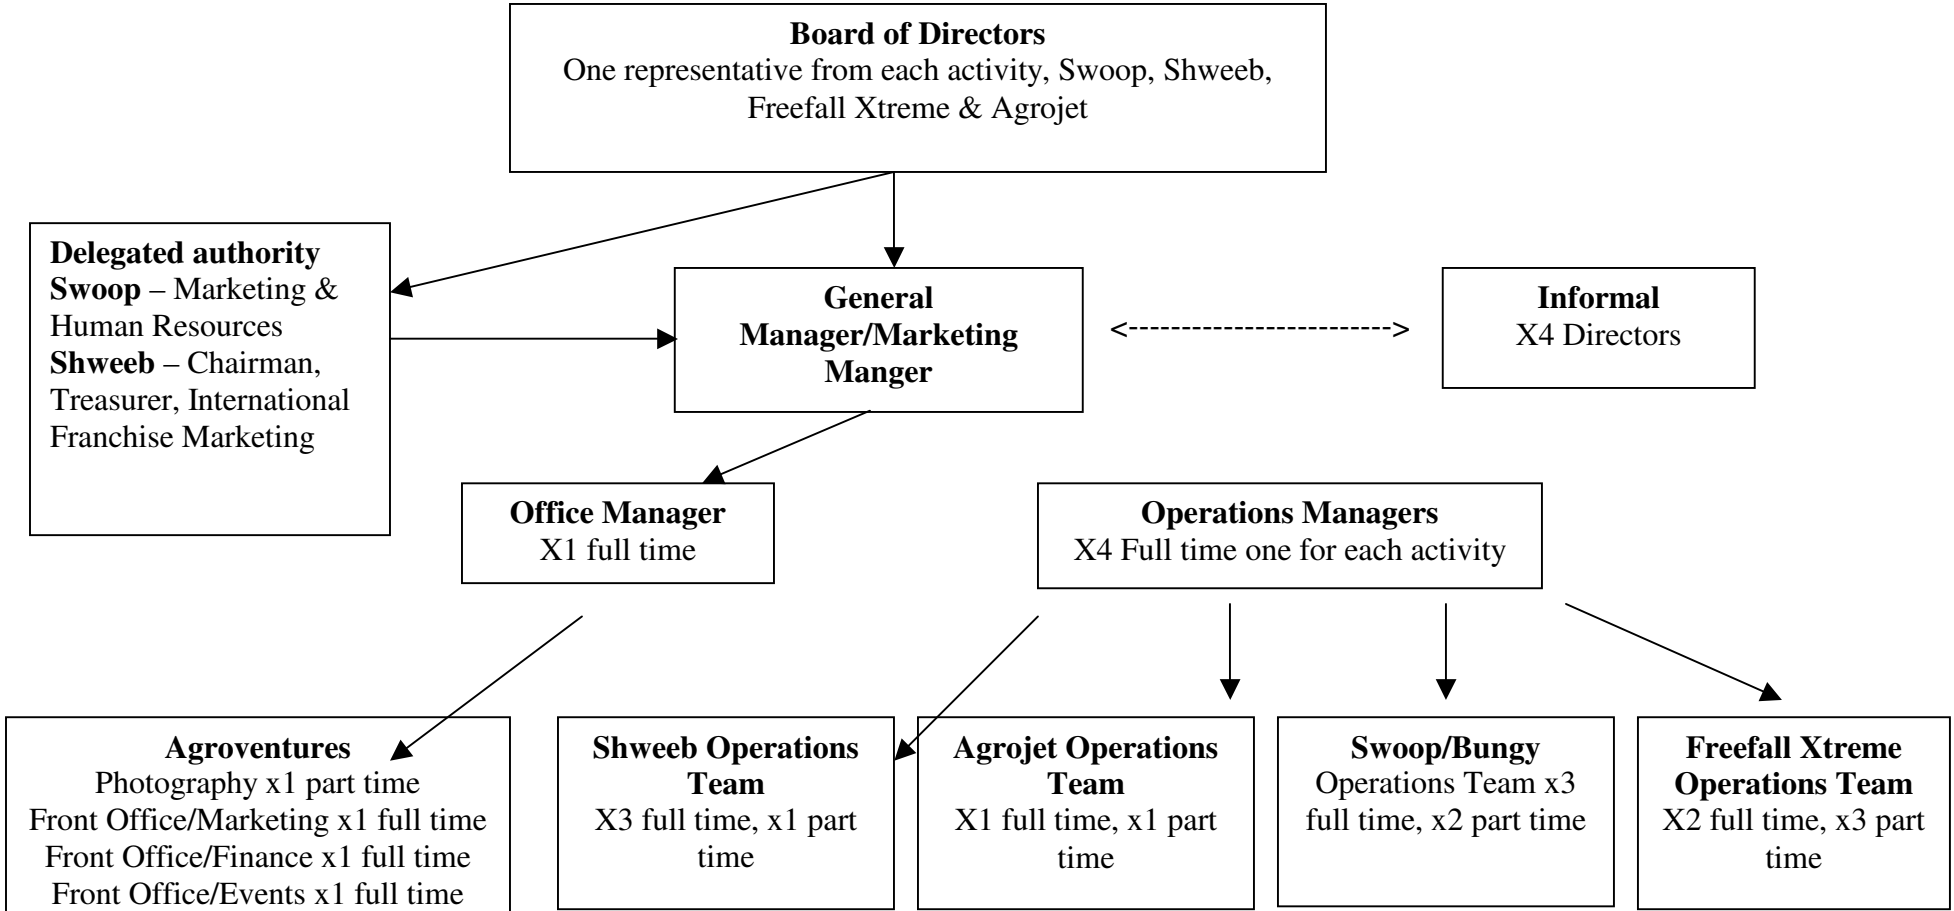 Board of Directors
One representative from each activity, Swoop, Shweeb,
Freefall Xtreme & Agrojet
Delegated authority
Swoop – Marketing &
Human Resources
Shweeb – Chairman,
Treasurer, International
Franchise Marketing
General
Manager/Marketing
Manger
Informal
X4 Directors
Office Manager
X1 full time
Operations Managers
X4 Full time one for each activity
Agroventures
Photography x1 part time
Front Office/Marketing x1 full time
Front Office/Finance x1 full time
Front Office/Events x1 full time
Shweeb Operations
Team
X3 full time, x1 part
time
Agrojet Operations
Team
X1 full time, x1 part
time
Swoop/Bungy
Operations Team x3
full time, x2 part time
Freefall Xtreme
Operations Team
X2 full time, x3 part
time